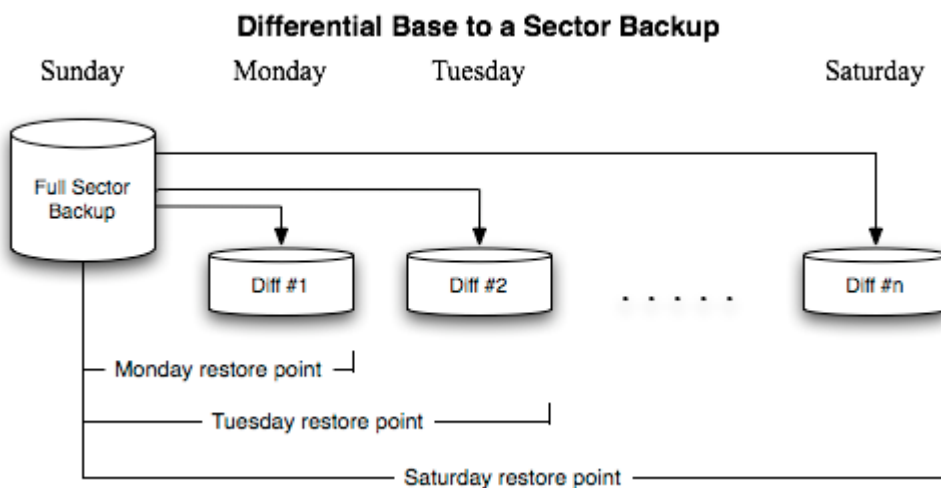 Differential Base to a Sector Backup
Sunday Monday Tuesday Saturday
Full Sector
Backup
Diff #1 Diff #2 . . . . . Diff #n
Monday restore point
Tuesday restore point
Saturday restore point